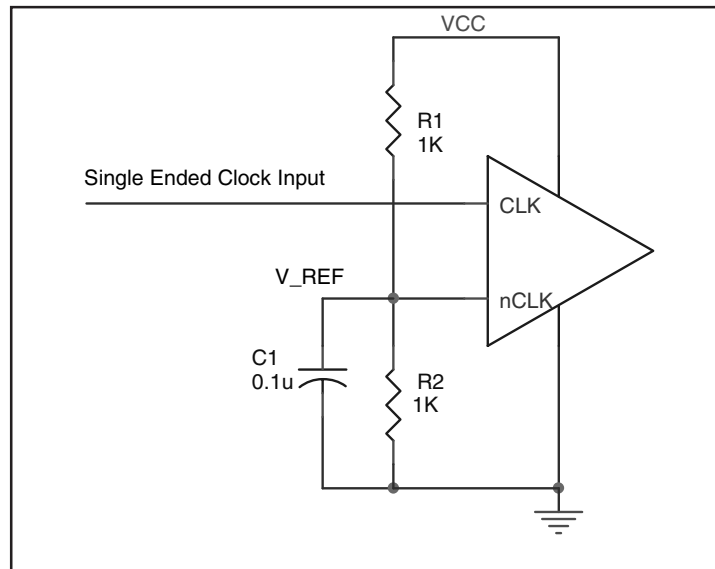 VCC
R1
1K
Single Ended Clock Input
CLK
V_REF
nCLK
C1
0.1u
R2
1K